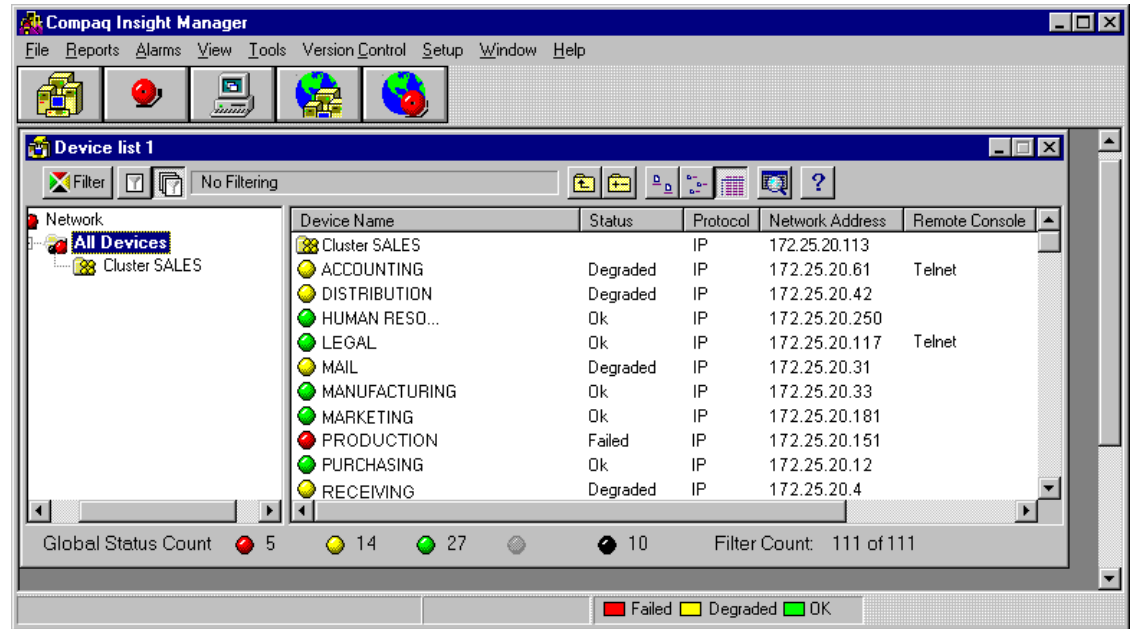 Compaq Insight Manager
File Reports Alarms View Tools Version Control Setup Window Help
Device list 1
Filter No Filtering ?
Network
All Devices
Cluster SALES
Device Name Status Protocol Network Address Remote Console
Cluster SALES IP 172.25.20.113
ACCOUNTING Degraded IP 172.25.20.61 Telnet
DISTRIBUTION Degraded IP 172.25.20.42
HUMAN RESO... Ok IP 172.25.20.250
LEGAL Ok IP 172.25.20.117 Telnet
MAIL Degraded IP 172.25.20.31
MANUFACTURING Ok IP 172.25.20.33
MARKETING Ok IP 172.25.20.181
PRODUCTION Failed IP 172.25.20.151
PURCHASING Ok IP 172.25.20.12
RECEIVING Degraded IP 172.25.20.4
Global Status Count 5 14 27 10 Filter Count: 111 of 111
Failed Degraded OK